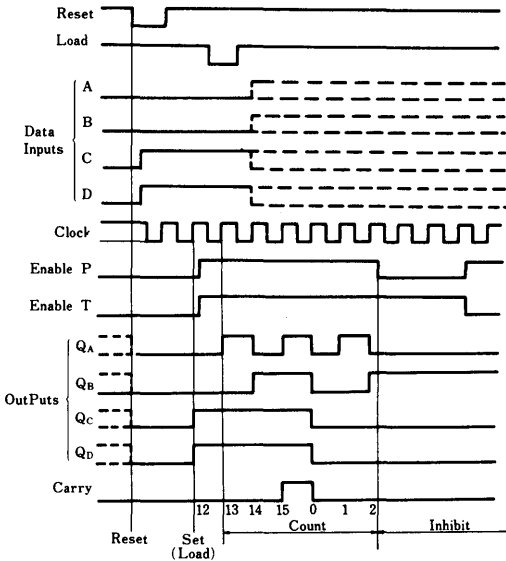 Reset
Load
A
B
Data
Inputs
C
D
Clock
Enable P
Enable T
QA
QB
OutPuts
QC
QD
Carry
12 13 14 15 0 1 2
Count Inhibit
Reset Set
(Load)